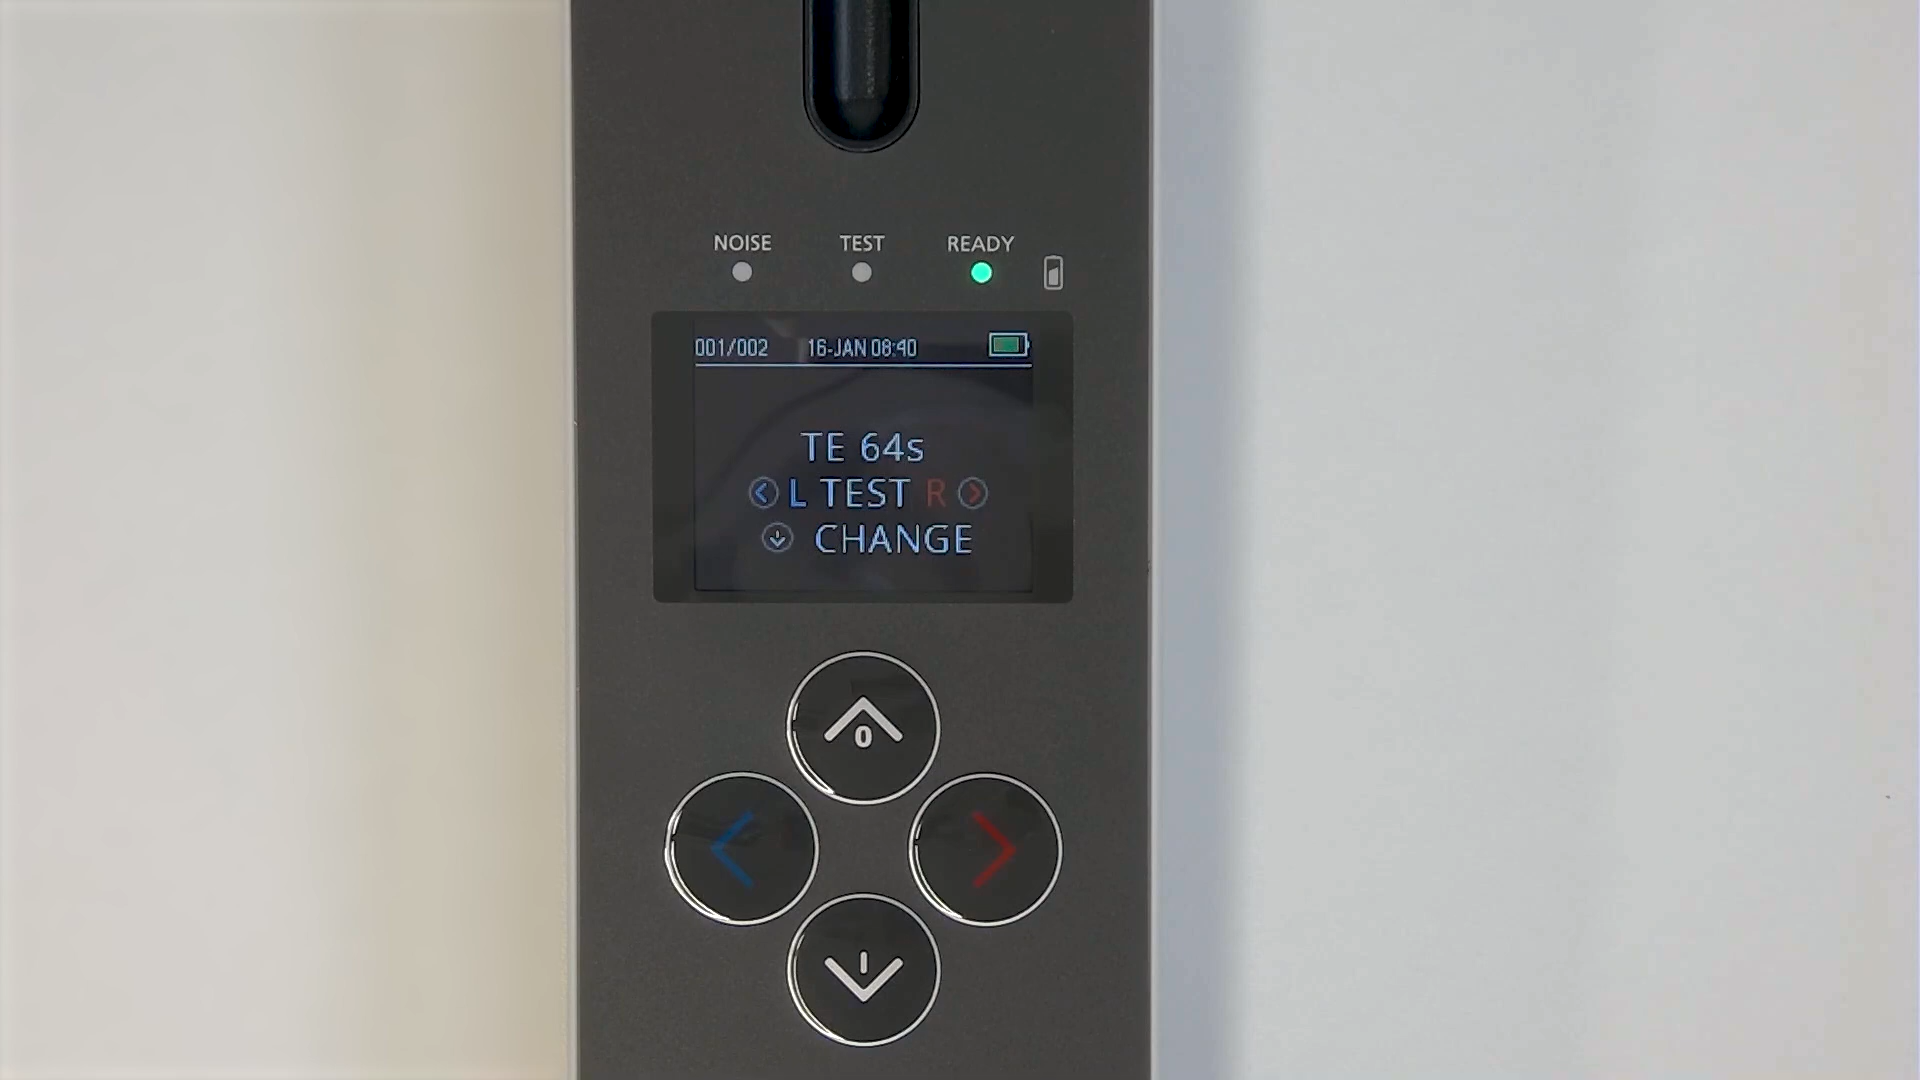 NOISE TEST READY
001/002 16-JAN 08:40
TE 64s
L TEST R
CHANGE
0